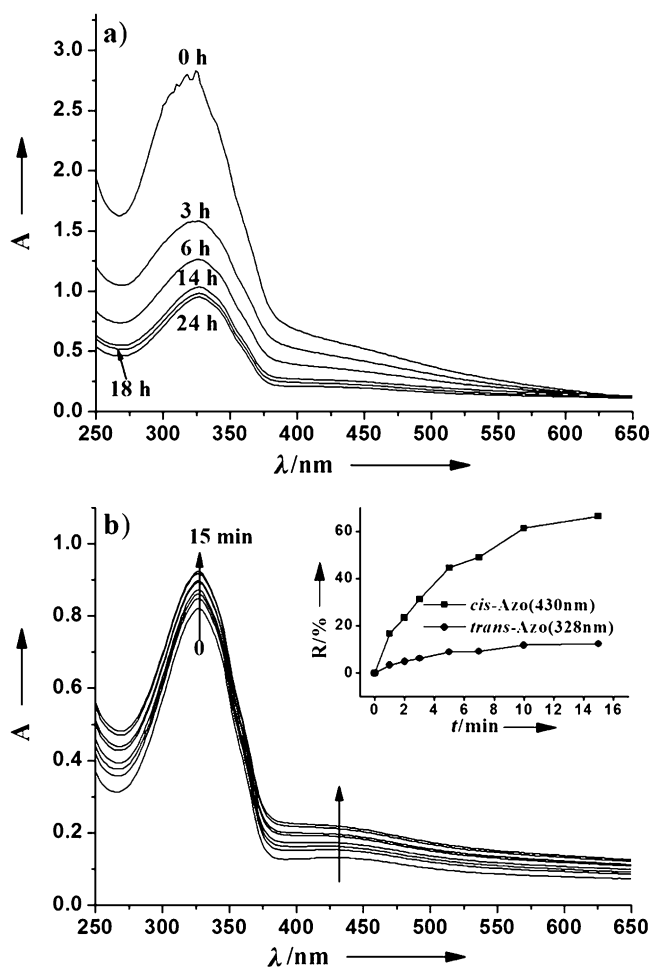 a)
3.0
2.5
2.0
1.5
1.0
0.5
0.0
A
0 h
3 h
6 h
14 h
24 h
18 h
250 300 350 400 450 500 550 600 650
λ/nm
b)
1.0
0.8
0.6
0.4
0.2
0.0
A
15 min
0
60
40
20
0
R/%
cis-Azo(430nm)
trans-Azo(328nm)
0 2 4 6 8 10 12 14 16
t/min
250 300 350 400 450 500 550 600 650
λ/nm